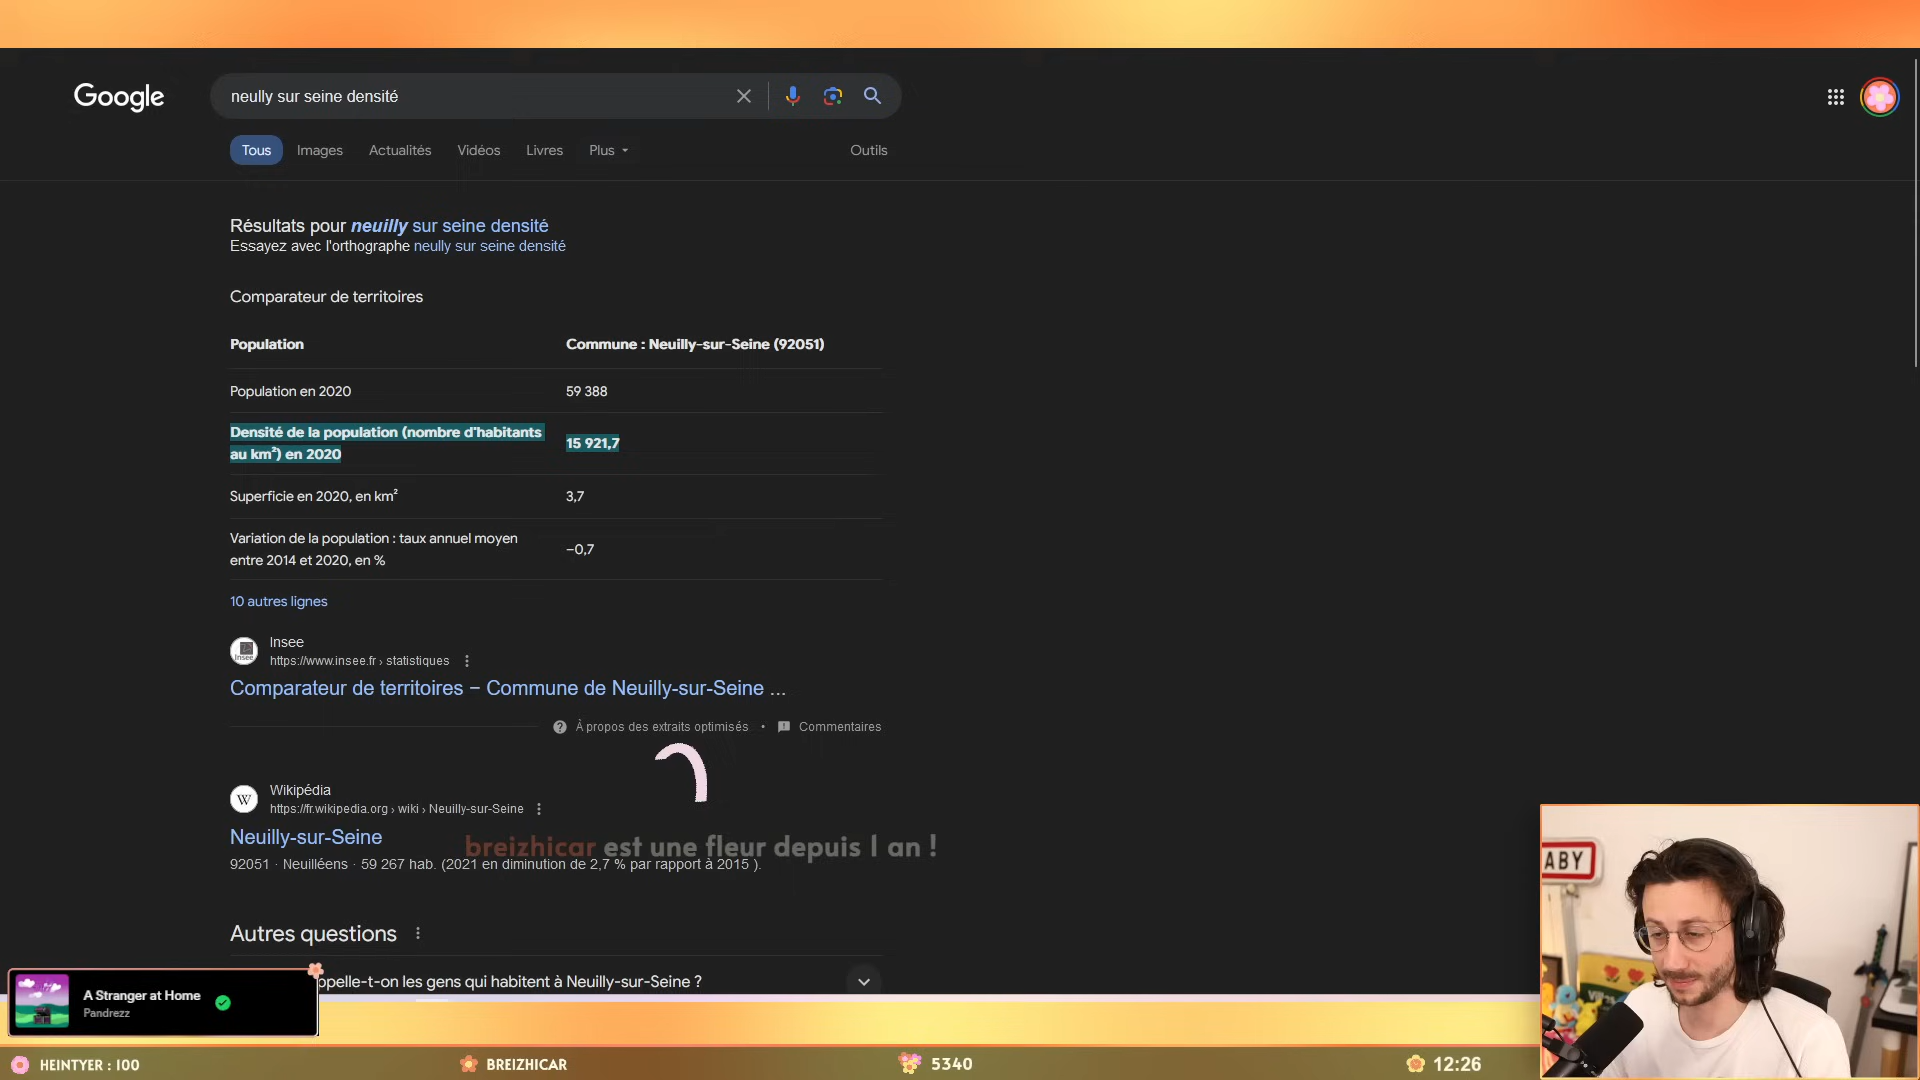 Google
neully sur seine densité
Tous
Images
Actualités
Vidéos
Livres
Plus
Outils
Résultats pour neuilly sur seine densité
Essayez avec l'orthographe neully sur seine densité
Comparateur de territoires
Population Commune : Neuilly-sur-Seine (92051)
Population en 2020 59 388
Densité de la population (nombre d'habitants
au km²) en 2020 15 921,7
Superficie en 2020, en km² 3,7
Variation de la population : taux annuel moyen
entre 2014 et 2020, en % −0,7
10 autres lignes
Insee
Insee
https://www.insee.fr › statistiques
Comparateur de territoires − Commune de Neuilly-sur-Seine ...
À propos des extraits optimisés • Commentaires
W
Wikipédia
https://fr.wikipedia.org › wiki › Neuilly-sur-Seine
Neuilly-sur-Seine
breizhicar est une fleur depuis 1 an !
92051 · Neuilléens · 59 267 hab. (2021 en diminution de 2,7 % par rapport à 2015 ).
Autres questions
ppelle-t-on les gens qui habitent à Neuilly-sur-Seine ?
A Stranger at Home
Pandrezz
ABY
HEINTYER : 100
BREIZHICAR
5340
12:26